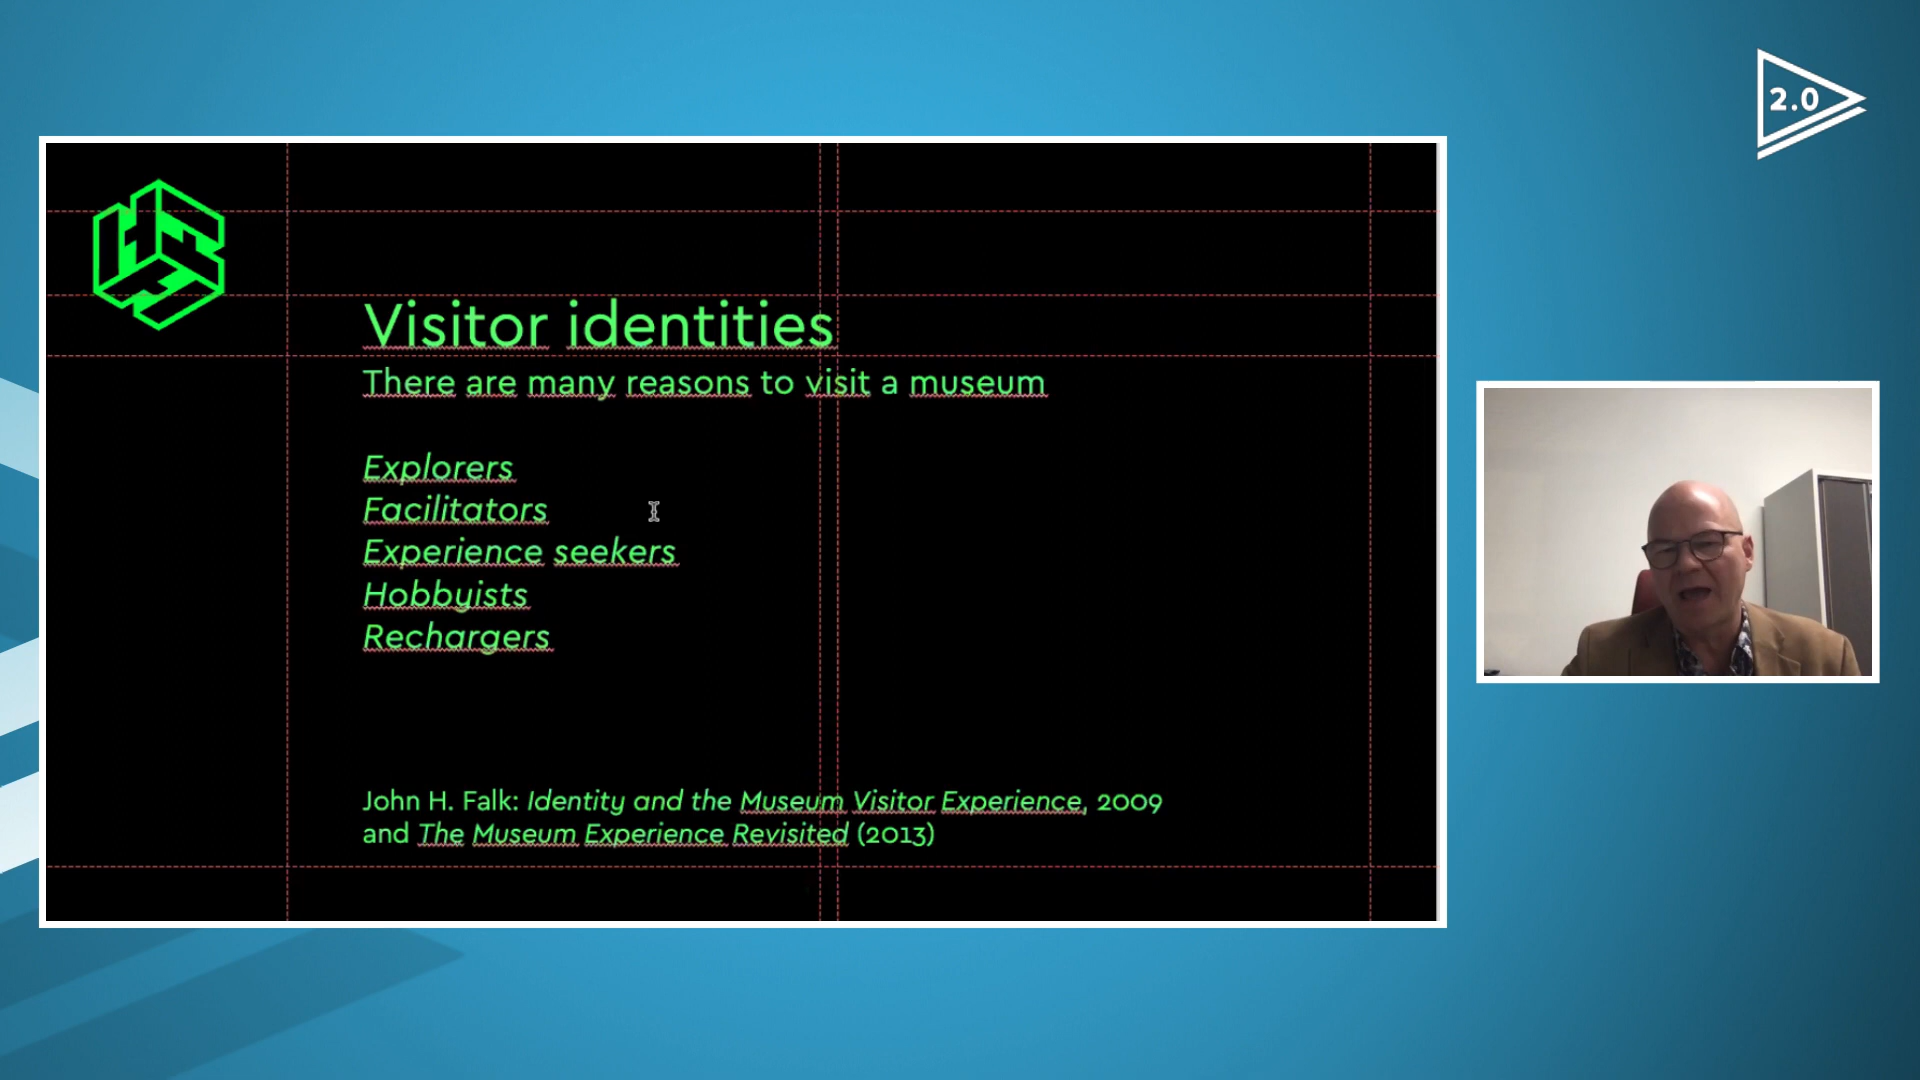 2.0
Visitor identities
There are many reasons to visit a museum
Explorers
Facilitators
Experience seekers
Hobbyists
Rechargers
John H. Falk: Identity and the Museum Visitor Experience, 2009
and The Museum Experience Revisited (2013)